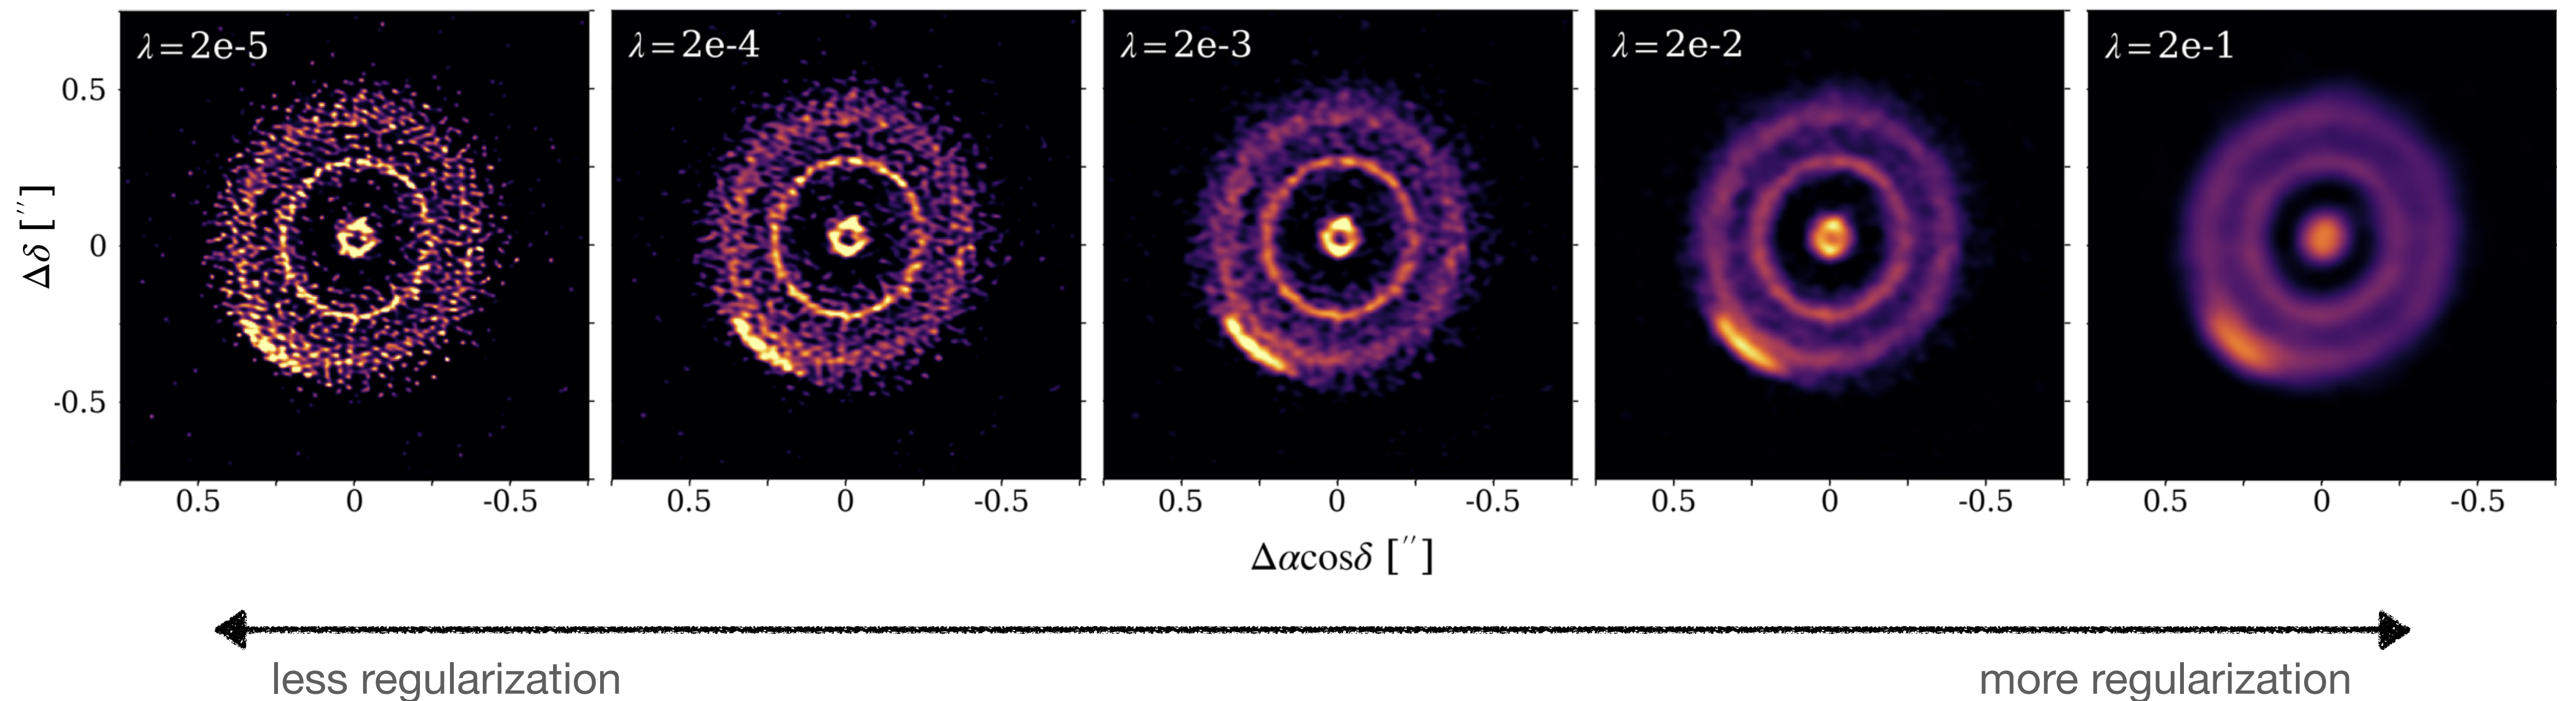 λ=2e-5
λ=2e-4
λ=2e-3
λ=2e-2
λ=2e-1
0.5
0
-0.5
Δδ [″]
0.5 0 -0.5
0.5 0 -0.5
0.5 0 -0.5
0.5 0 -0.5
0.5 0 -0.5
Δαcosδ [″]
less regularization
more regularization